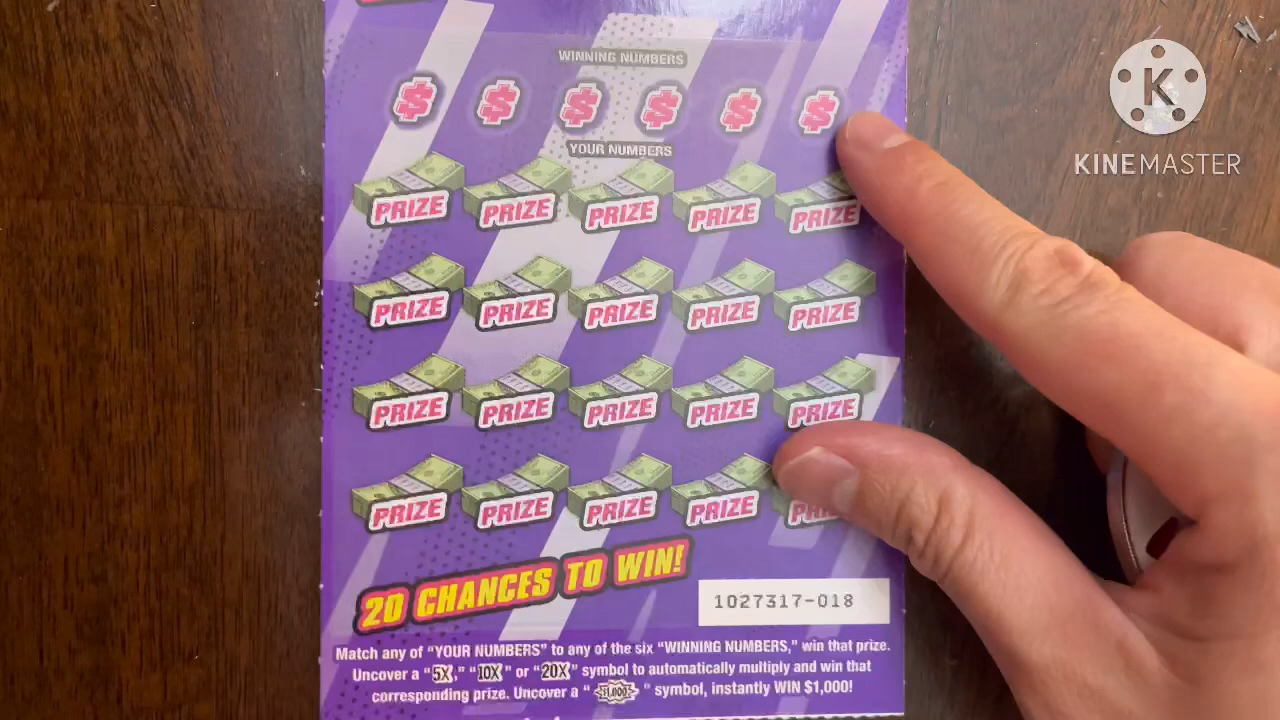 WINNING NUMBERS
$ $ $ $ $ $
YOUR NUMBERS
PRIZE PRIZE PRIZE PRIZE PRIZE
PRIZE PRIZE PRIZE PRIZE PRIZE
PRIZE PRIZE PRIZE PRIZE PRIZE
PRIZE PRIZE PRIZE PRIZE
20 CHANCES TO WIN!
1027317-018
Match any of “YOUR NUMBERS” to any of the six “WINNING NUMBERS,” win that prize.
Uncover a “5X,” “10X” or “20X” symbol to automatically multiply and win that
corresponding prize. Uncover a “$1,000” symbol, instantly WIN $1,000!
K
KINEMASTER